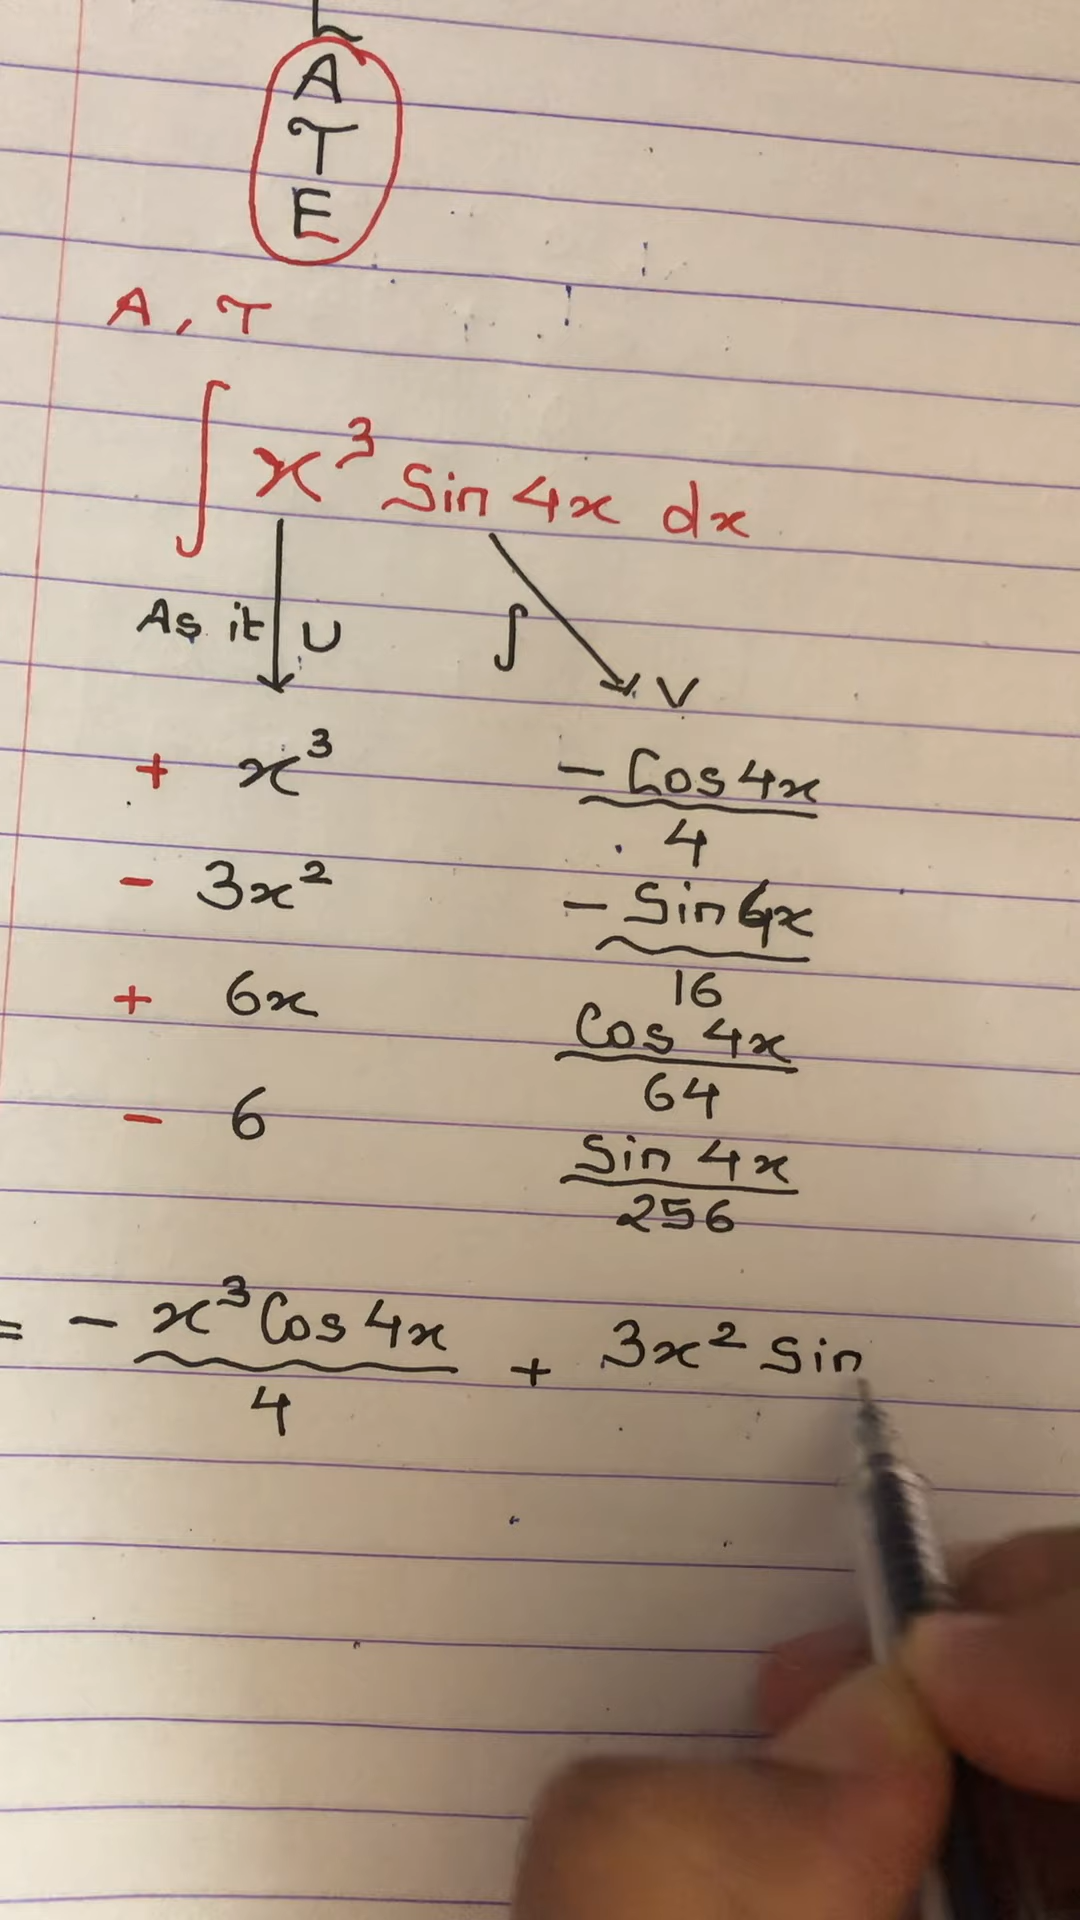 A
T
E
A, T
∫ x³ Sin 4x dx
As it U ∫ V
+ x³ - Cos 4x / 4
- 3x² - Sin 4x / 16
+ 6x Cos 4x / 64
- 6 Sin 4x / 256
= - x³ Cos 4x / 4 + 3x² Sin